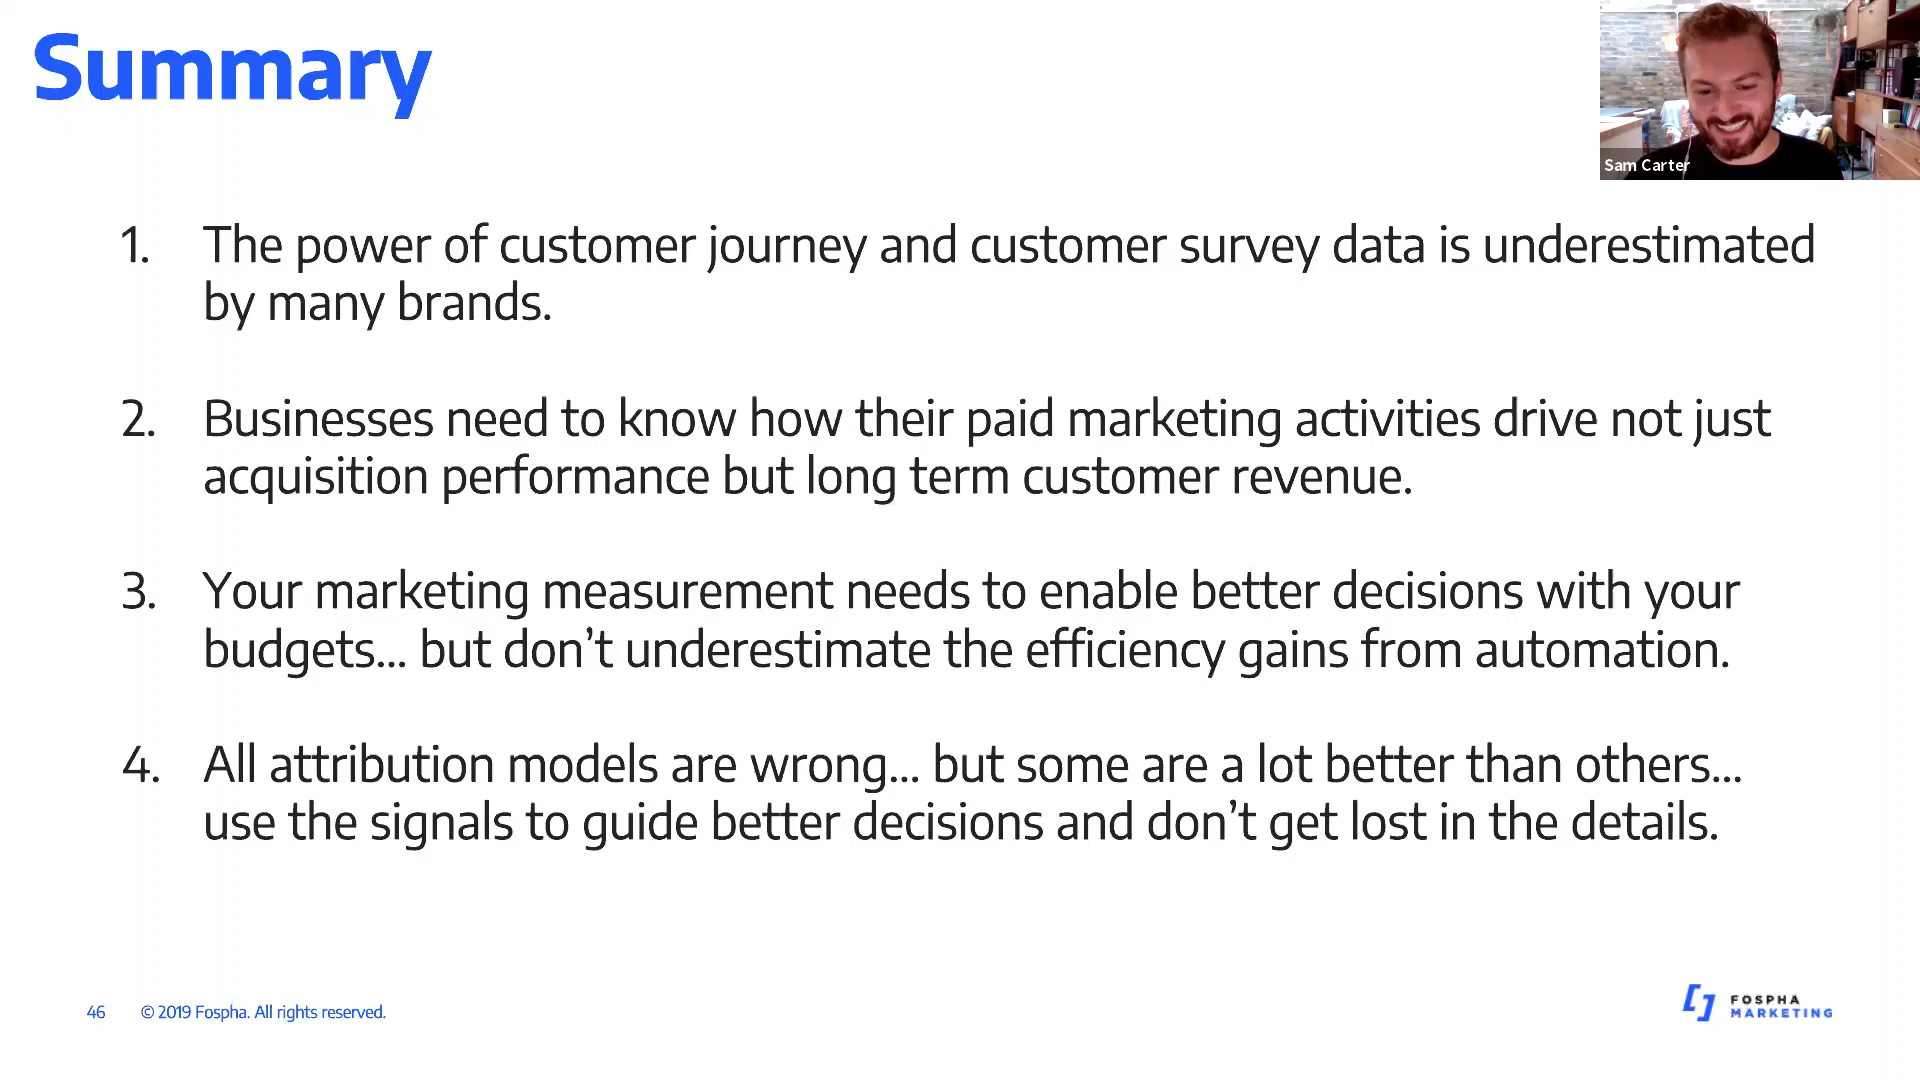 Summary
Sam Carter
1. The power of customer journey and customer survey data is underestimated
by many brands.
2. Businesses need to know how their paid marketing activities drive not just
acquisition performance but long term customer revenue.
3. Your marketing measurement needs to enable better decisions with your
budgets... but don’t underestimate the efficiency gains from automation.
4. All attribution models are wrong... but some are a lot better than others...
use the signals to guide better decisions and don’t get lost in the details.
46 © 2019 Fospha. All rights reserved.
FOSPHA
MARKETING